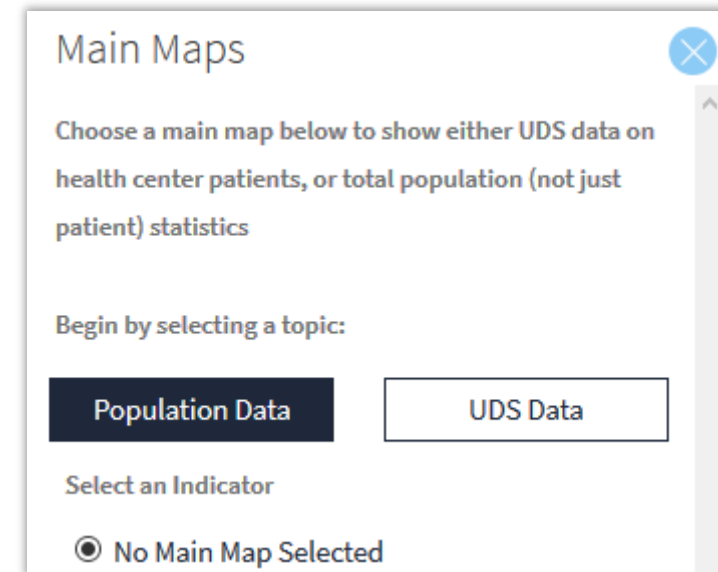 Main Maps
Choose a main map below to show either UDS data on
health center patients, or total population (not just
patient) statistics
Begin by selecting a topic:
Population Data
UDS Data
Select an Indicator
No Main Map Selected